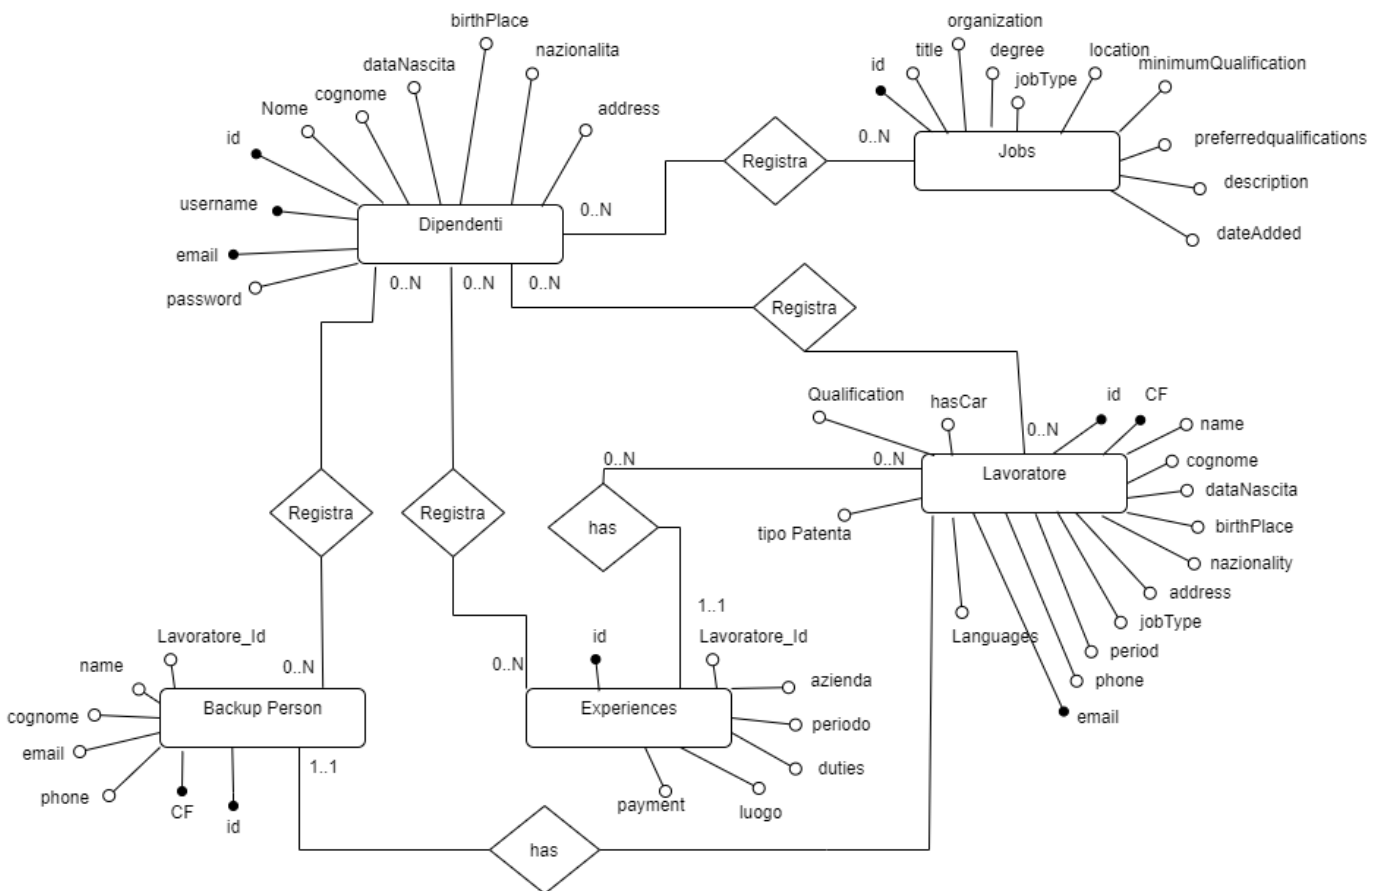 birthPlace
organization
nazionalita
title
degree
location
dataNascita
id
jobType
minimumQualification
cognome
Nome
address
id
0..N
Registra
Jobs
preferredqualifications
username
0..N
description
Dipendenti
dateAdded
email
password
0..N
0..N
0..N
Registra
Qualification
hasCar
id
CF
name
0..N
0..N
0..N
cognome
Lavoratore
dataNascita
Registra
Registra
has
tipo Patenta
birthPlace
nazionality
address
1..1
jobType
Lavoratore_Id
id
Lavoratore_Id
Languages
period
name
0..N
0..N
azienda
phone
cognome
Backup Person
Experiences
periodo
email
email
1..1
duties
phone
CF
payment
luogo
id
has